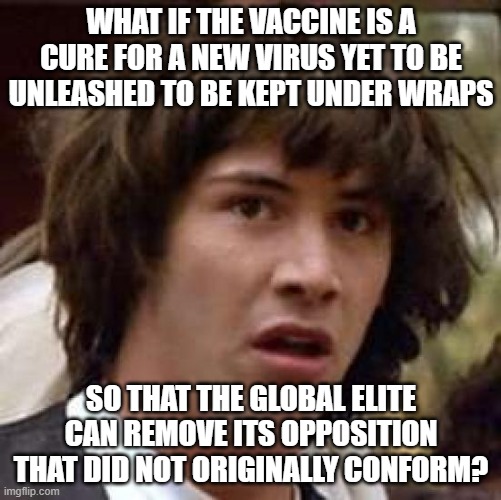 WHAT IF THE VACCINE IS A
CURE FOR A NEW VIRUS YET TO BE
UNLEASHED TO BE KEPT UNDER WRAPS
SO THAT THE GLOBAL ELITE
CAN REMOVE ITS OPPOSITION
THAT DID NOT ORIGINALLY CONFORM?
imgflip.com